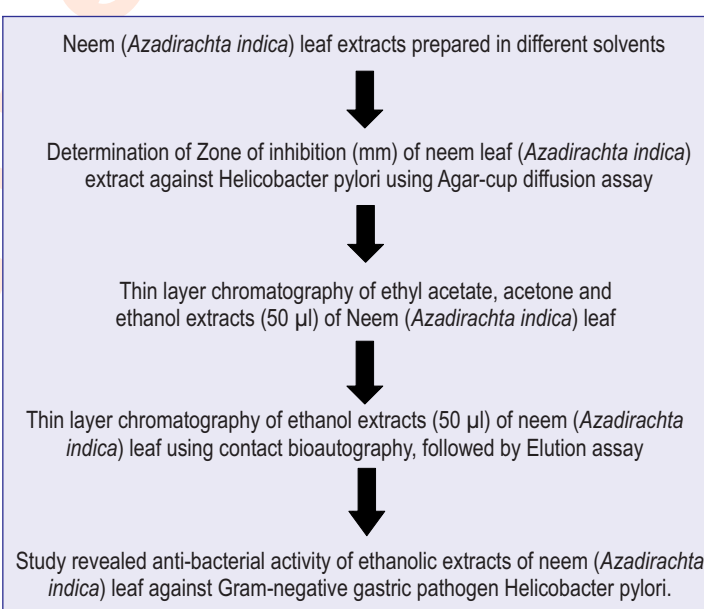 Neem (Azadirachta indica) leaf extracts prepared in different solvents
Determination of Zone of inhibition (mm) of neem leaf (Azadirachta indica)
extract against Helicobacter pylori using Agar-cup diffusion assay
Thin layer chromatography of ethyl acetate, acetone and
ethanol extracts (50 µl) of Neem (Azadirachta indica) leaf
Thin layer chromatography of ethanol extracts (50 µl) of neem (Azadirachta
indica) leaf using contact bioautography, followed by Elution assay
Study revealed anti-bacterial activity of ethanolic extracts of neem (Azadirachta
indica) leaf against Gram-negative gastric pathogen Helicobacter pylori.